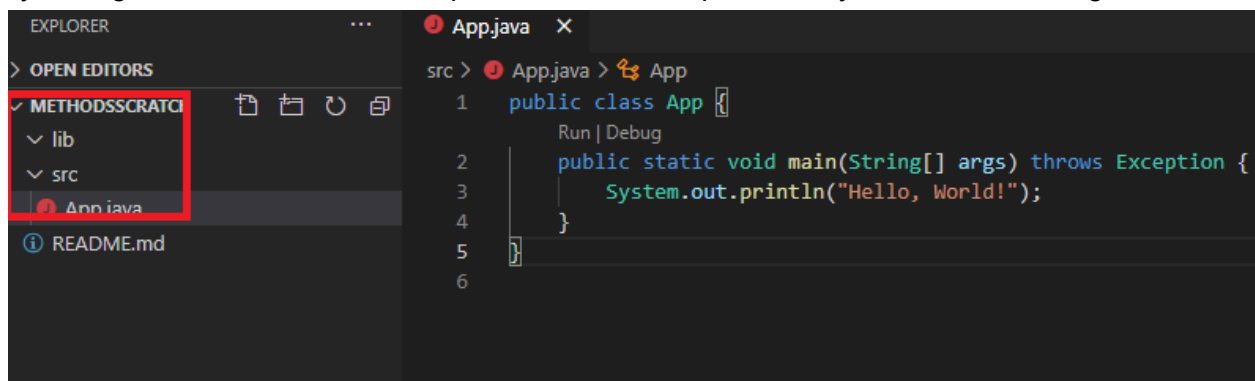 EXPLORER ...
App.java ×
OPEN EDITORS
src > App.java > App
METHODSSCRATC
lib
src
App.java
README.md
1 public class App {
Run | Debug
2 public static void main(String[] args) throws Exception {
3 System.out.println("Hello, World!");
4 }
5 }
6